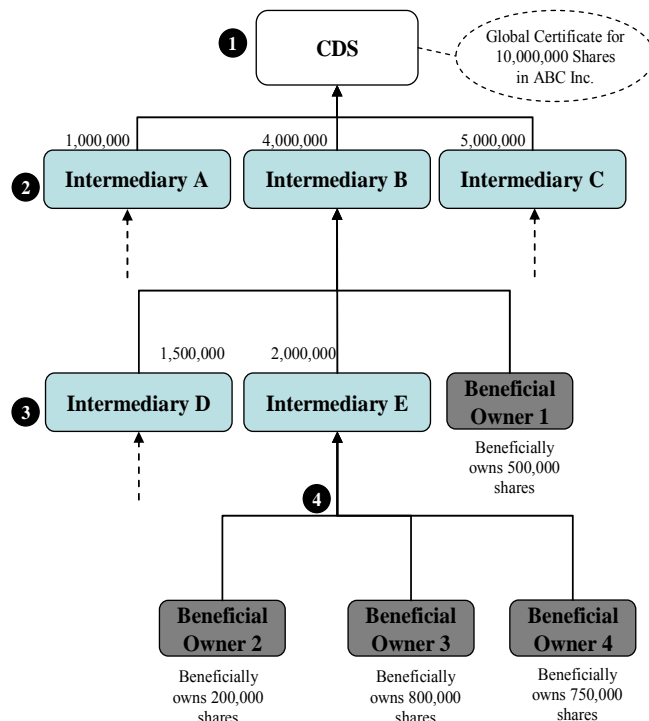 1
CDS
Global Certificate for
10,000,000 Shares
in ABC Inc.
1,000,000
4,000,000
5,000,000
2
Intermediary A
Intermediary B
Intermediary C
1,500,000
2,000,000
3
Intermediary D
Intermediary E
Beneficial
Owner 1
Beneficially
owns 500,000
shares
4
Beneficial
Owner 2
Beneficial
Owner 3
Beneficial
Owner 4
Beneficially
owns 200,000
shares
Beneficially
owns 800,000
shares
Beneficially
owns 750,000
shares